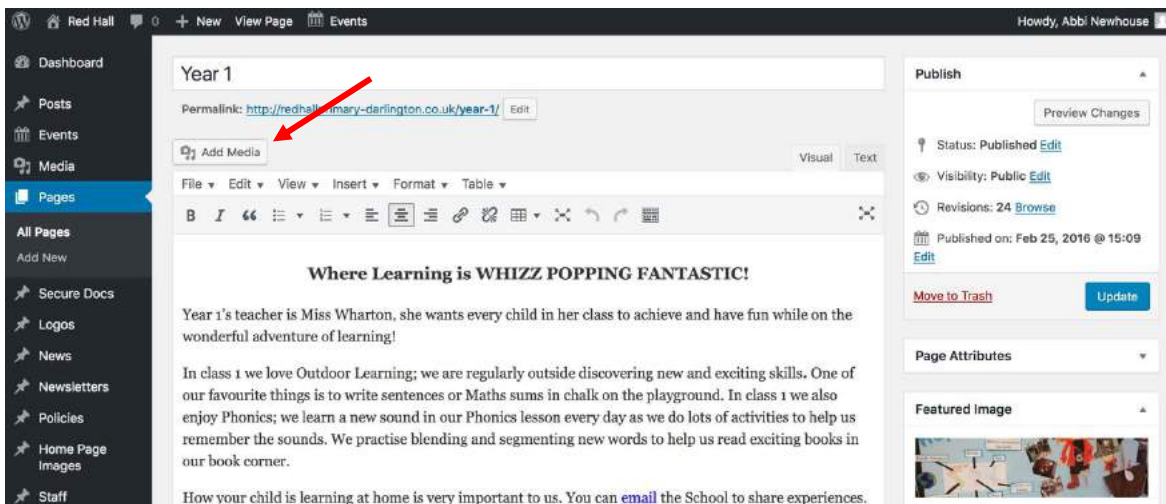 Red Hall 0 + New View Page Events
Howdy, Abbi Newhouse
Dashboard
Posts
Events
Media
Pages
All Pages
Add New
Secure Docs
Logos
News
Newsletters
Policies
Home Page
Images
Staff
Year 1
Permalink: http://redhallprimary-darlington.co.uk/year-1/ Edit
Add Media
Visual Text
File Edit View Insert Format Table
B I
Where Learning is WHIZZ POPPING FANTASTIC!
Year 1's teacher is Miss Wharton, she wants every child in her class to achieve and have fun while on the
wonderful adventure of learning!
In class 1 we love Outdoor Learning; we are regularly outside discovering new and exciting skills. One of
our favourite things is to write sentences or Maths sums in chalk on the playground. In class 1 we also
enjoy Phonics; we learn a new sound in our Phonics lesson every day as we do lots of activities to help us
remember the sounds. We practise blending and segmenting new words to help us read exciting books in
our book corner.
How your child is learning at home is very important to us. You can email the School to share experiences.
Publish
Preview Changes
Status: Published Edit
Visibility: Public Edit
Revisions: 24 Browse
Published on: Feb 25, 2016 @ 15:09
Edit
Move to Trash
Update
Page Attributes
Featured Image